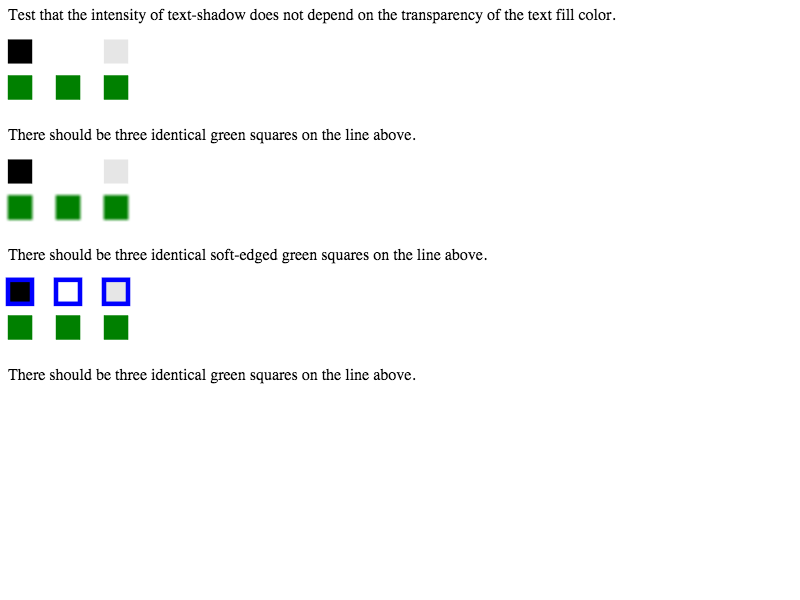 Test that the intensity of text-shadow does not depend on the transparency of the text fill color.
There should be three identical green squares on the line above.
There should be three identical soft-edged green squares on the line above.
There should be three identical green squares on the line above.